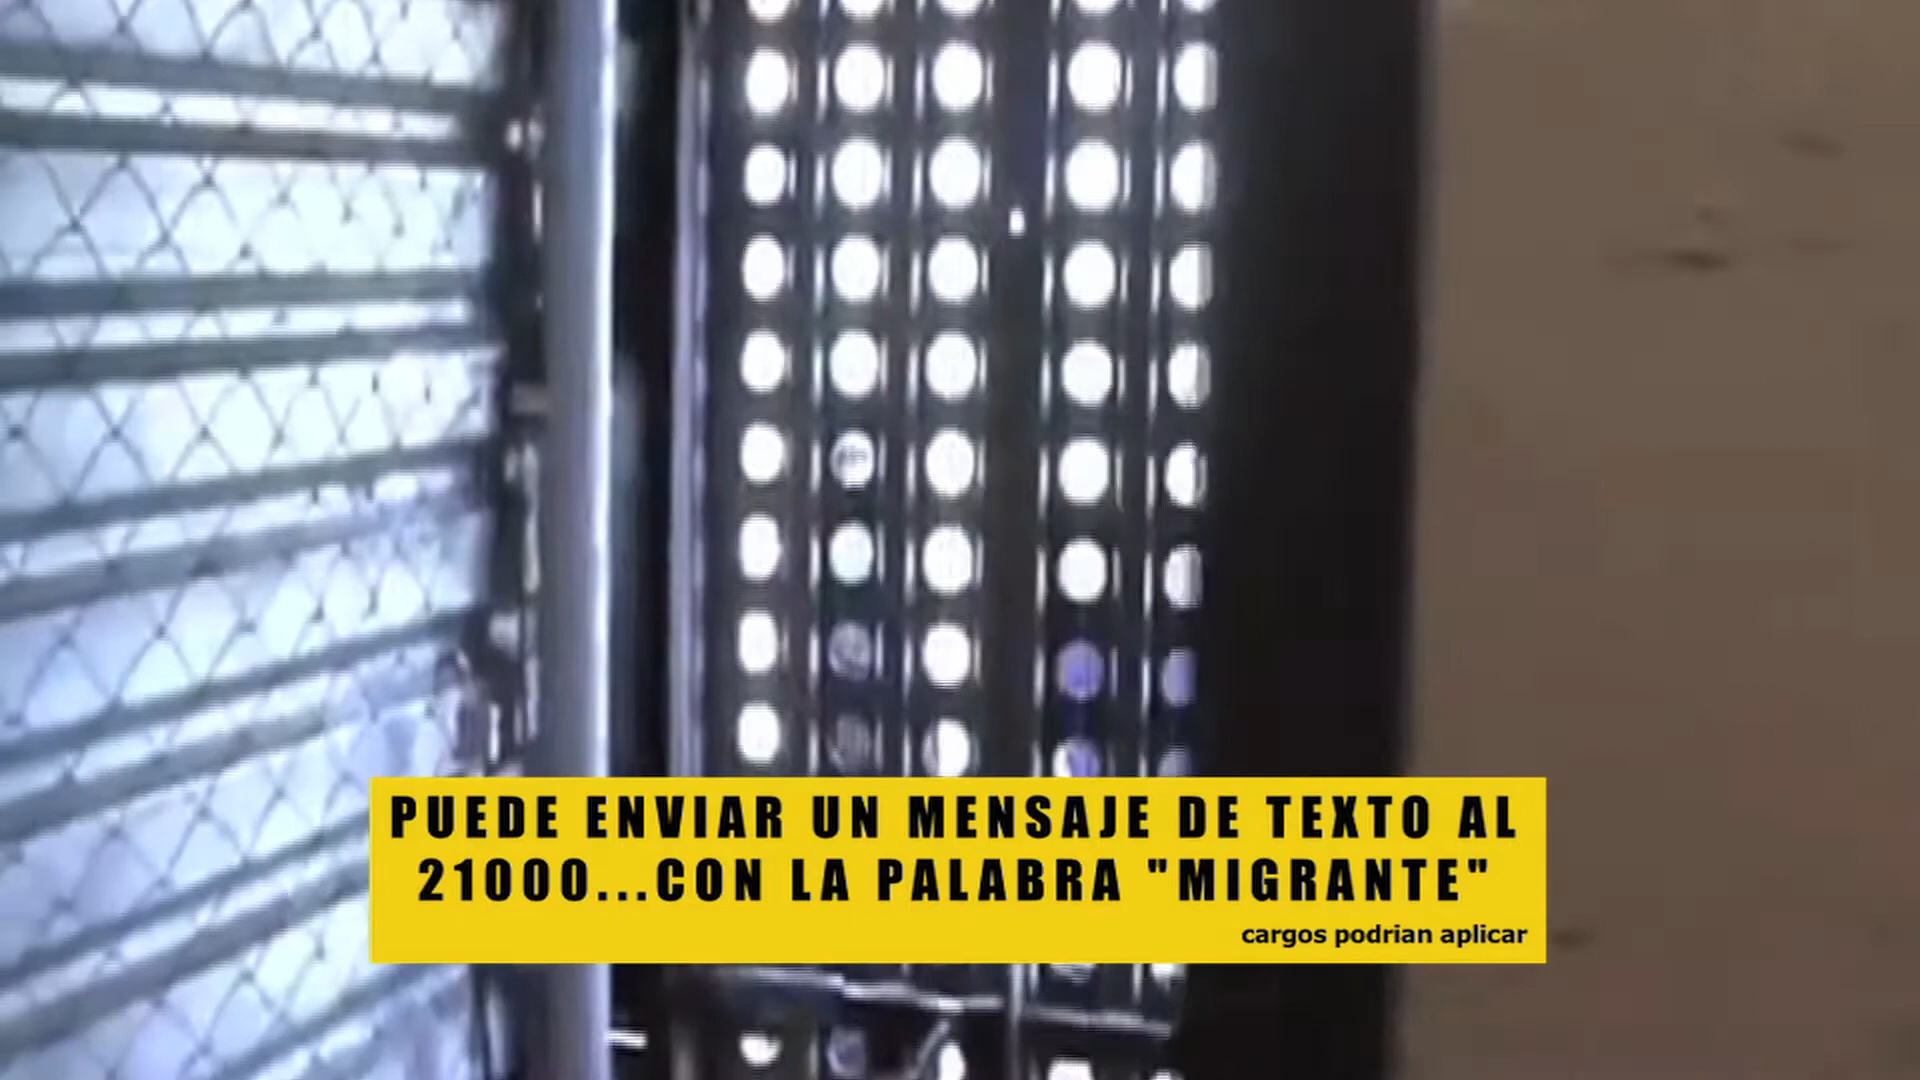 PUEDE ENVIAR UN MENSAJE DE TEXTO AL
21000...CON LA PALABRA "MIGRANTE"
cargos podrian aplicar